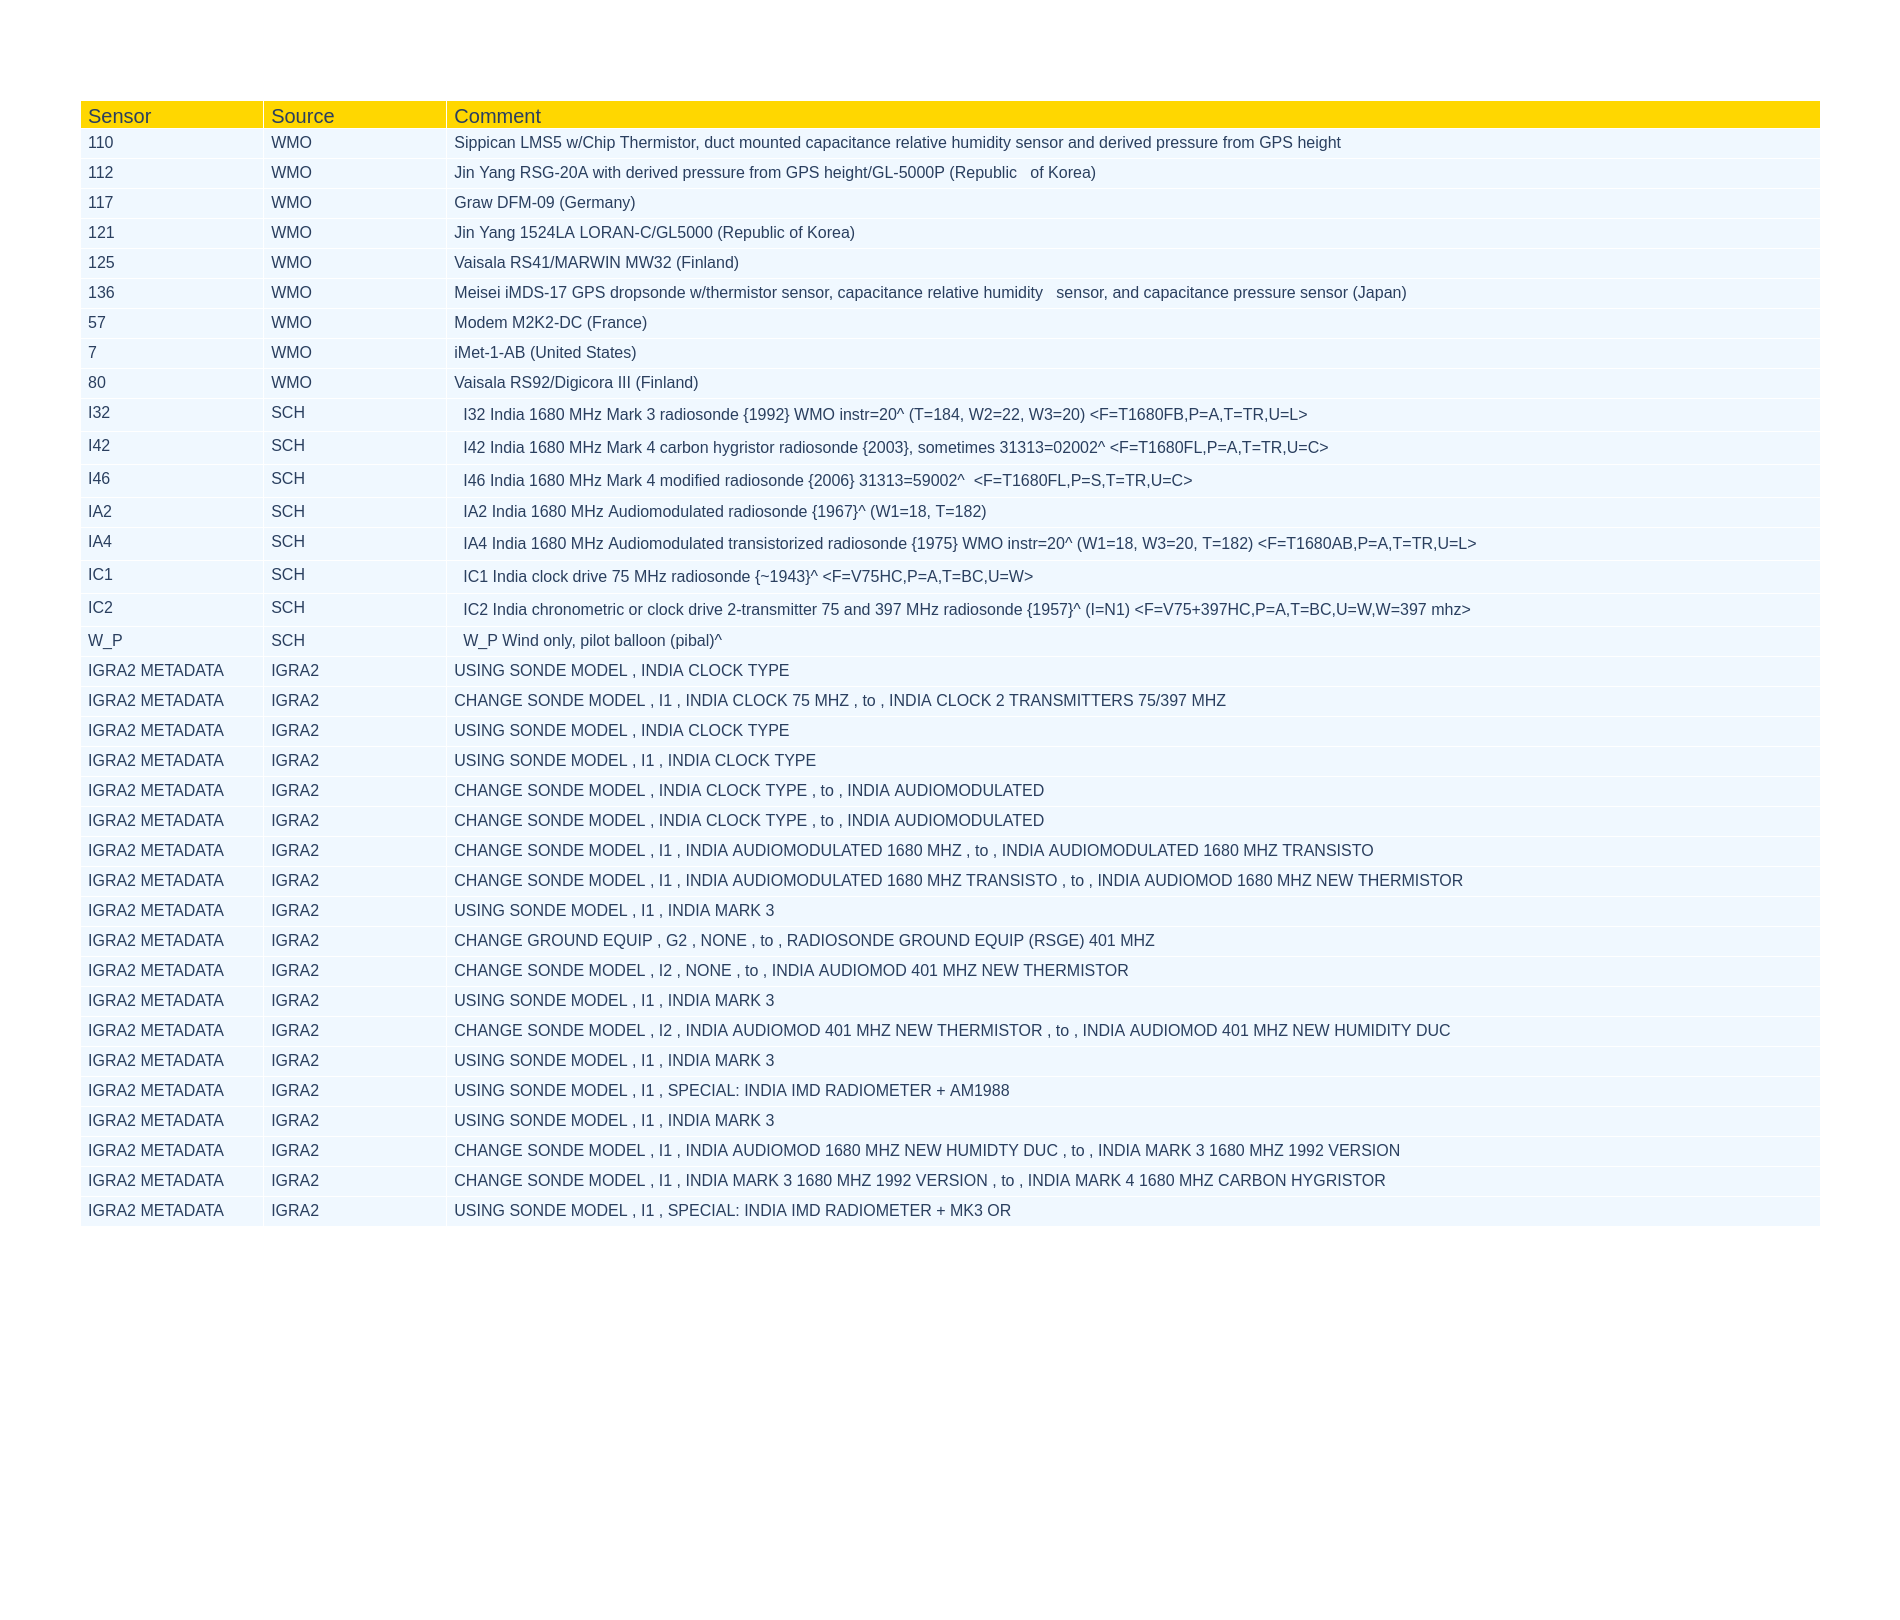 Sensor Source Comment
110 WMO Sippican LMS5 w/Chip Thermistor, duct mounted capacitance relative humidity sensor and derived pressure from GPS height
112 WMO Jin Yang RSG-20A with derived pressure from GPS height/GL-5000P (Republic   of Korea)
117 WMO Graw DFM-09 (Germany)
121 WMO Jin Yang 1524LA LORAN-C/GL5000 (Republic of Korea)
125 WMO Vaisala RS41/MARWIN MW32 (Finland)
136 WMO Meisei iMDS-17 GPS dropsonde w/thermistor sensor, capacitance relative humidity   sensor, and capacitance pressure sensor (Japan)
57 WMO Modem M2K2-DC (France)
7 WMO iMet-1-AB (United States)
80 WMO Vaisala RS92/Digicora III (Finland)
I32 SCH I32 India 1680 MHz Mark 3 radiosonde {1992} WMO instr=20^ (T=184, W2=22, W3=20) <F=T1680FB,P=A,T=TR,U=L>
I42 SCH I42 India 1680 MHz Mark 4 carbon hygristor radiosonde {2003}, sometimes 31313=02002^ <F=T1680FL,P=A,T=TR,U=C>
I46 SCH I46 India 1680 MHz Mark 4 modified radiosonde {2006} 31313=59002^  <F=T1680FL,P=S,T=TR,U=C>
IA2 SCH IA2 India 1680 MHz Audiomodulated radiosonde {1967}^ (W1=18, T=182)
IA4 SCH IA4 India 1680 MHz Audiomodulated transistorized radiosonde {1975} WMO instr=20^ (W1=18, W3=20, T=182) <F=T1680AB,P=A,T=TR,U=L>
IC1 SCH IC1 India clock drive 75 MHz radiosonde {~1943}^ <F=V75HC,P=A,T=BC,U=W>
IC2 SCH IC2 India chronometric or clock drive 2-transmitter 75 and 397 MHz radiosonde {1957}^ (I=N1) <F=V75+397HC,P=A,T=BC,U=W,W=397 mhz>
W_P SCH W_P Wind only, pilot balloon (pibal)^
IGRA2 METADATA IGRA2 USING SONDE MODEL , INDIA CLOCK TYPE
IGRA2 METADATA IGRA2 CHANGE SONDE MODEL , I1 , INDIA CLOCK 75 MHZ , to , INDIA CLOCK 2 TRANSMITTERS 75/397 MHZ
IGRA2 METADATA IGRA2 USING SONDE MODEL , INDIA CLOCK TYPE
IGRA2 METADATA IGRA2 USING SONDE MODEL , I1 , INDIA CLOCK TYPE
IGRA2 METADATA IGRA2 CHANGE SONDE MODEL , INDIA CLOCK TYPE , to , INDIA AUDIOMODULATED
IGRA2 METADATA IGRA2 CHANGE SONDE MODEL , INDIA CLOCK TYPE , to , INDIA AUDIOMODULATED
IGRA2 METADATA IGRA2 CHANGE SONDE MODEL , I1 , INDIA AUDIOMODULATED 1680 MHZ , to , INDIA AUDIOMODULATED 1680 MHZ TRANSISTO
IGRA2 METADATA IGRA2 CHANGE SONDE MODEL , I1 , INDIA AUDIOMODULATED 1680 MHZ TRANSISTO , to , INDIA AUDIOMOD 1680 MHZ NEW THERMISTOR
IGRA2 METADATA IGRA2 USING SONDE MODEL , I1 , INDIA MARK 3
IGRA2 METADATA IGRA2 CHANGE GROUND EQUIP , G2 , NONE , to , RADIOSONDE GROUND EQUIP (RSGE) 401 MHZ
IGRA2 METADATA IGRA2 CHANGE SONDE MODEL , I2 , NONE , to , INDIA AUDIOMOD 401 MHZ NEW THERMISTOR
IGRA2 METADATA IGRA2 USING SONDE MODEL , I1 , INDIA MARK 3
IGRA2 METADATA IGRA2 CHANGE SONDE MODEL , I2 , INDIA AUDIOMOD 401 MHZ NEW THERMISTOR , to , INDIA AUDIOMOD 401 MHZ NEW HUMIDITY DUC
IGRA2 METADATA IGRA2 USING SONDE MODEL , I1 , INDIA MARK 3
IGRA2 METADATA IGRA2 USING SONDE MODEL , I1 , SPECIAL: INDIA IMD RADIOMETER + AM1988
IGRA2 METADATA IGRA2 USING SONDE MODEL , I1 , INDIA MARK 3
IGRA2 METADATA IGRA2 CHANGE SONDE MODEL , I1 , INDIA AUDIOMOD 1680 MHZ NEW HUMIDTY DUC , to , INDIA MARK 3 1680 MHZ 1992 VERSION
IGRA2 METADATA IGRA2 CHANGE SONDE MODEL , I1 , INDIA MARK 3 1680 MHZ 1992 VERSION , to , INDIA MARK 4 1680 MHZ CARBON HYGRISTOR
IGRA2 METADATA IGRA2 USING SONDE MODEL , I1 , SPECIAL: INDIA IMD RADIOMETER + MK3 OR